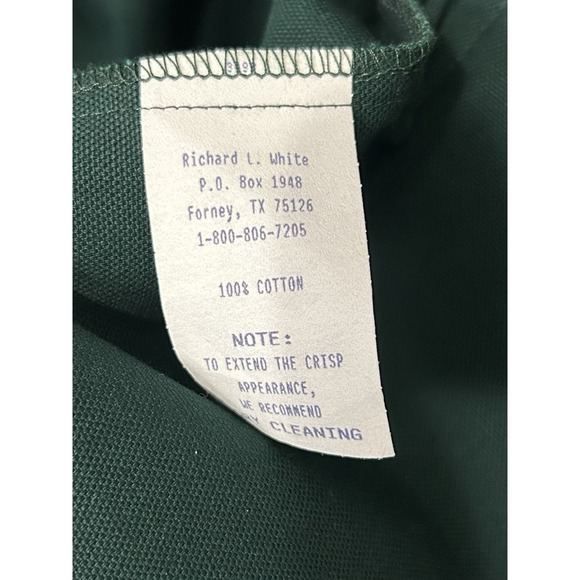 Richard L. White
P.O. Box 1948
Forney, TX 75126
1-800-806-7205
100% COTTON
NOTE:
TO EXTEND THE CRISP
APPEARANCE,
WE RECOMMEND
CLEANING